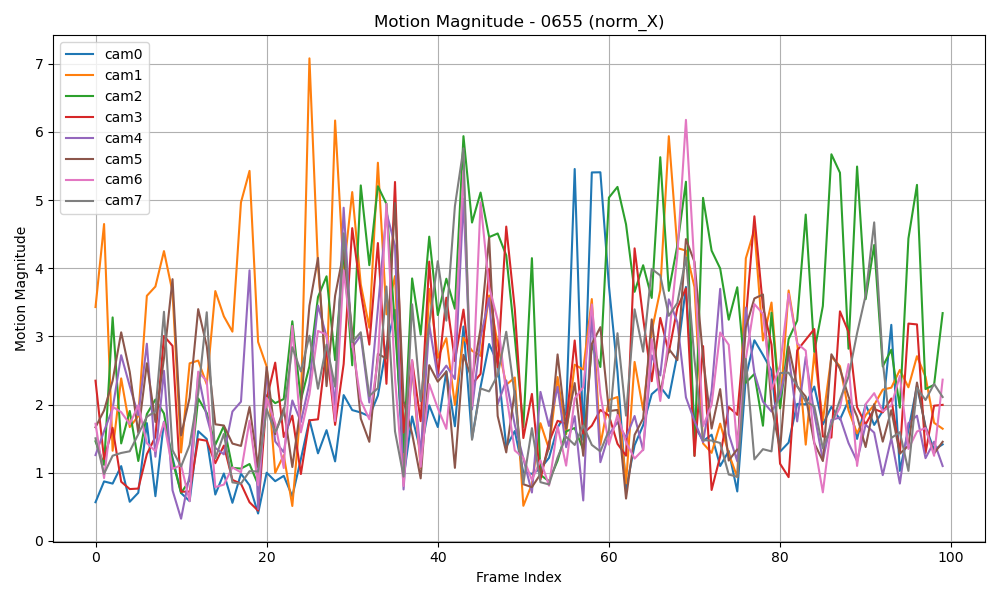 Motion Magnitude - 0655 (norm_X)
cam0
cam1
cam2
cam3
cam4
cam5
cam6
cam7
Motion Magnitude
7
6
5
4
3
2
1
0
0 20 40 60 80 100
Frame Index